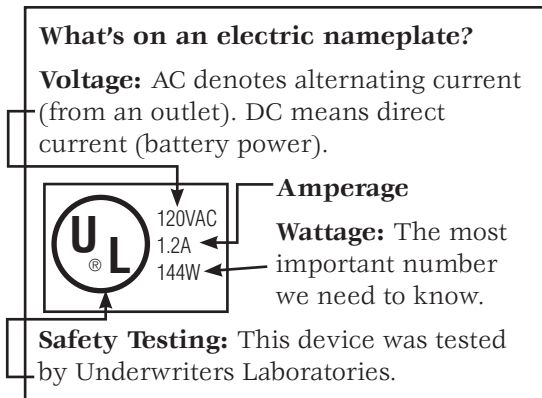 What's on an electric nameplate?
Voltage: AC denotes alternating current
(from an outlet). DC means direct
current (battery power).
UL
®
120VAC
1.2A
144W
Amperage
Wattage: The most
important number
we need to know.
Safety Testing: This device was tested
by Underwriters Laboratories.